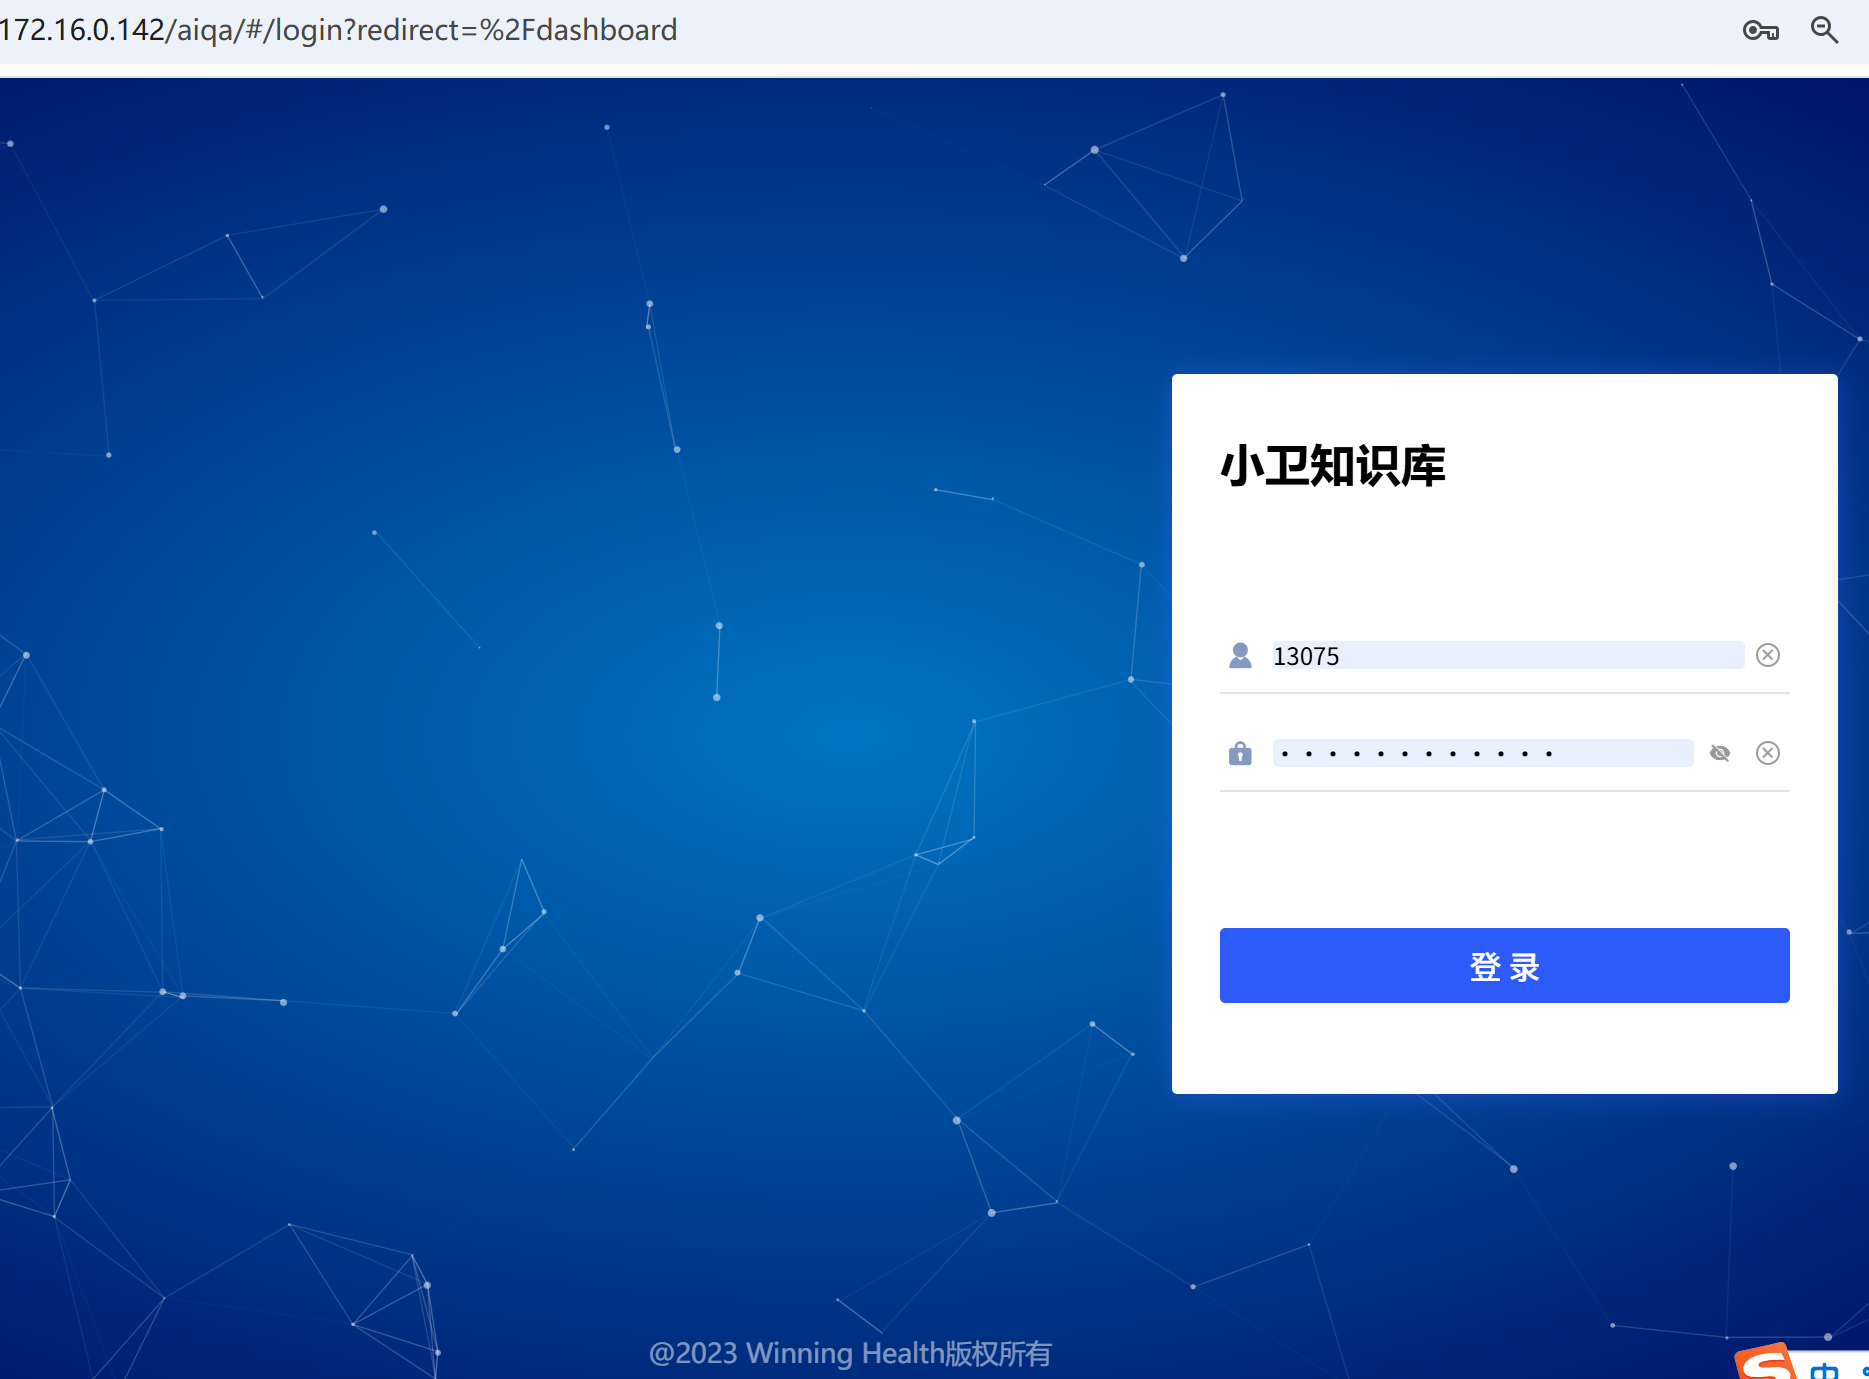 172.16.0.142/aiqa/#/login?redirect=%2Fdashboard
小卫知识库
13075
登 录
@2023 Winning Health版权所有
中